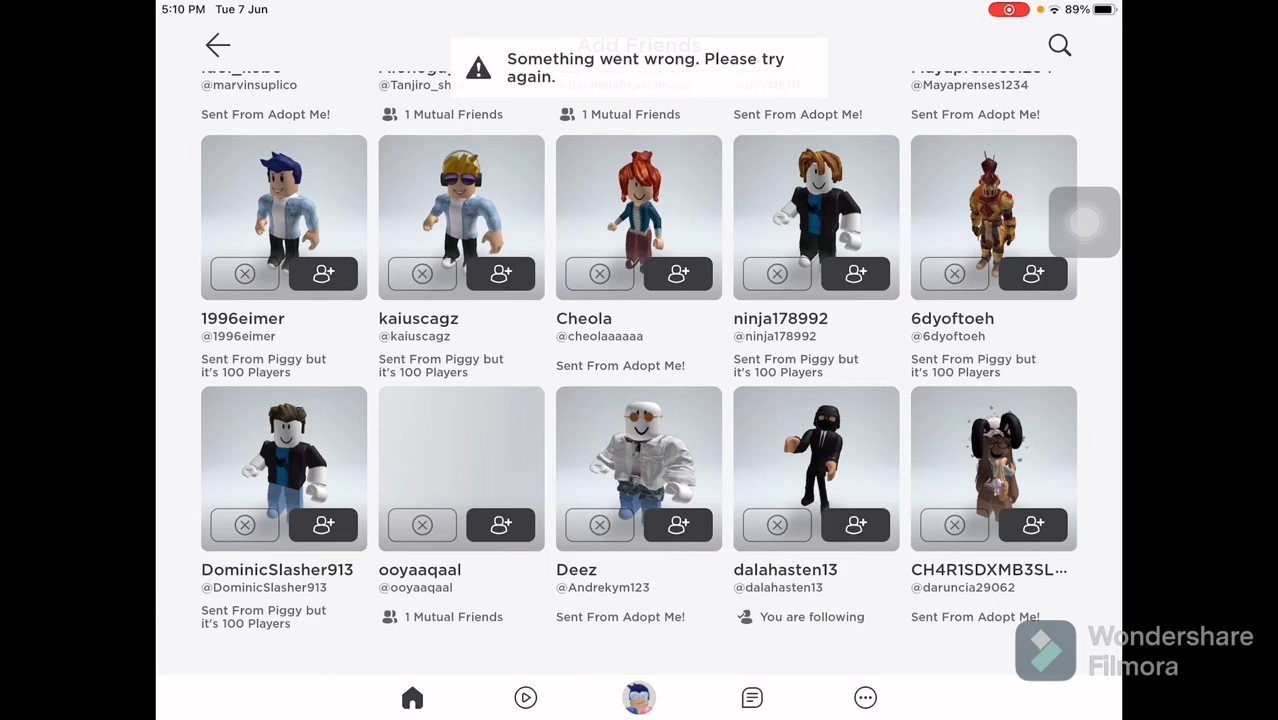 5:10 PM Tue 7 Jun
89%
Add Friends
Something went wrong. Please try
again.
@marvinsuplico
@Mayaprenses1234
Sent From Adopt Me!
1 Mutual Friends
1 Mutual Friends
Sent From Adopt Me!
Sent From Adopt Me!
1996eimer
kaiuscagz
Cheola
ninja178992
6dyoftoeh
@1996eimer
@kaiuscagz
@cheolaaaaaa
@ninja178992
@6dyoftoeh
Sent From Piggy but
it's 100 Players
Sent From Piggy but
it's 100 Players
Sent From Adopt Me!
Sent From Piggy but
it's 100 Players
Sent From Piggy but
it's 100 Players
DominicSlasher913
ooyaaqaal
Deez
dalahasten13
CH4R1SDXMB3SL...
@DominicSlasher913
@ooyaaqaal
@Andrekym123
@dalahasten13
@daruncia29062
Sent From Piggy but
it's 100 Players
1 Mutual Friends
Sent From Adopt Me!
You are following
Sent From Adopt Me!
Wondershare
Filmora